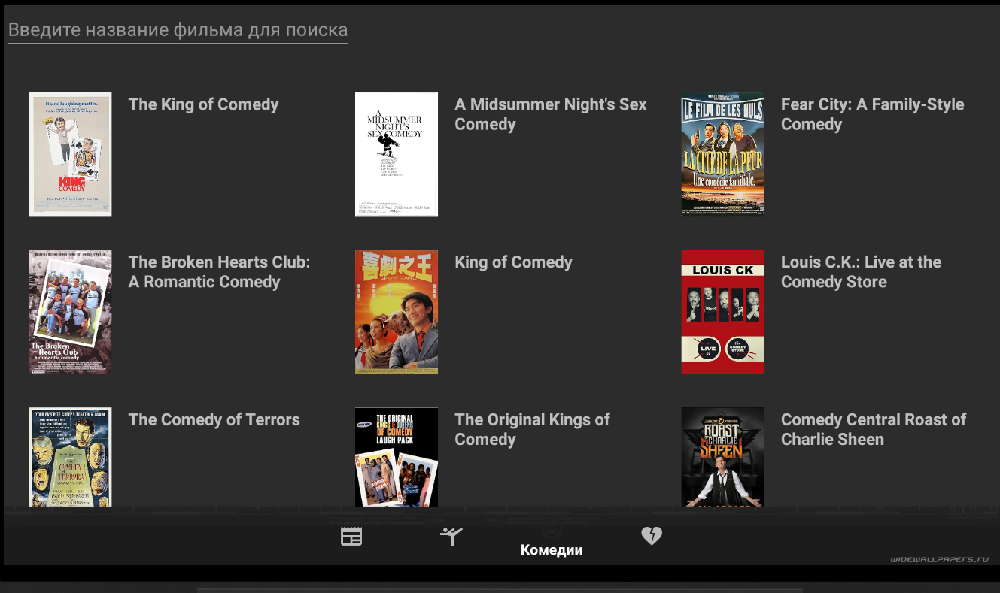 Введите название фильма для поиска
It's no laughing matter.
KING
COMEDY
The King of Comedy
A
MIDSUMMER
NIGHT'S
SEX COMEDY
A Midsummer Night's Sex
Comedy
LE FILM DE LES NULS
LA CITE DE LA PEUR
Une comédie familiale.
Fear City: A Family-Style
Comedy
The Broken
Hearts Club
a romantic comedy
The Broken Hearts Club:
A Romantic Comedy
喜劇之王
KING OF COMEDY
King of Comedy
LOUIS CK
LIVE
at
the
COMEDY
STORE
Louis C.K.: Live at the
Comedy Store
YOUR FAVORITE CREEPS TOGETHER AGAIN!
The
COMEDY
of
TERRORS
The Comedy of Terrors
THE ORIGINAL
KINGS & QUEENS
OF COMEDY
LAUGH PACK
The Original Kings of
Comedy
ROAST
CHARLIE
SHEEN
Comedy Central Roast of
Charlie Sheen
Комедии
WIDEWALLPAPERS.RU